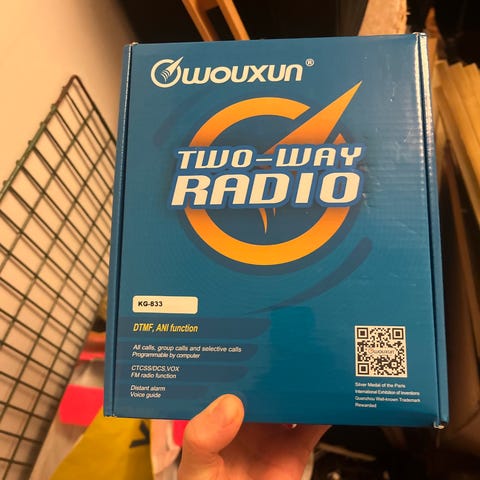 WOUXUN®
TWO-WAY
RADIO
KG-833
DTMF, ANI function
All calls, group calls and selective calls
Programmable by computer
CTCSS/DCS,VOX
FM radio function
Distant alarm
Voice guide
WOUXUN
Silver Medal of the Paris
International Exhibition of Inventions
Quanzhou Well-known Trademark
Rewarded